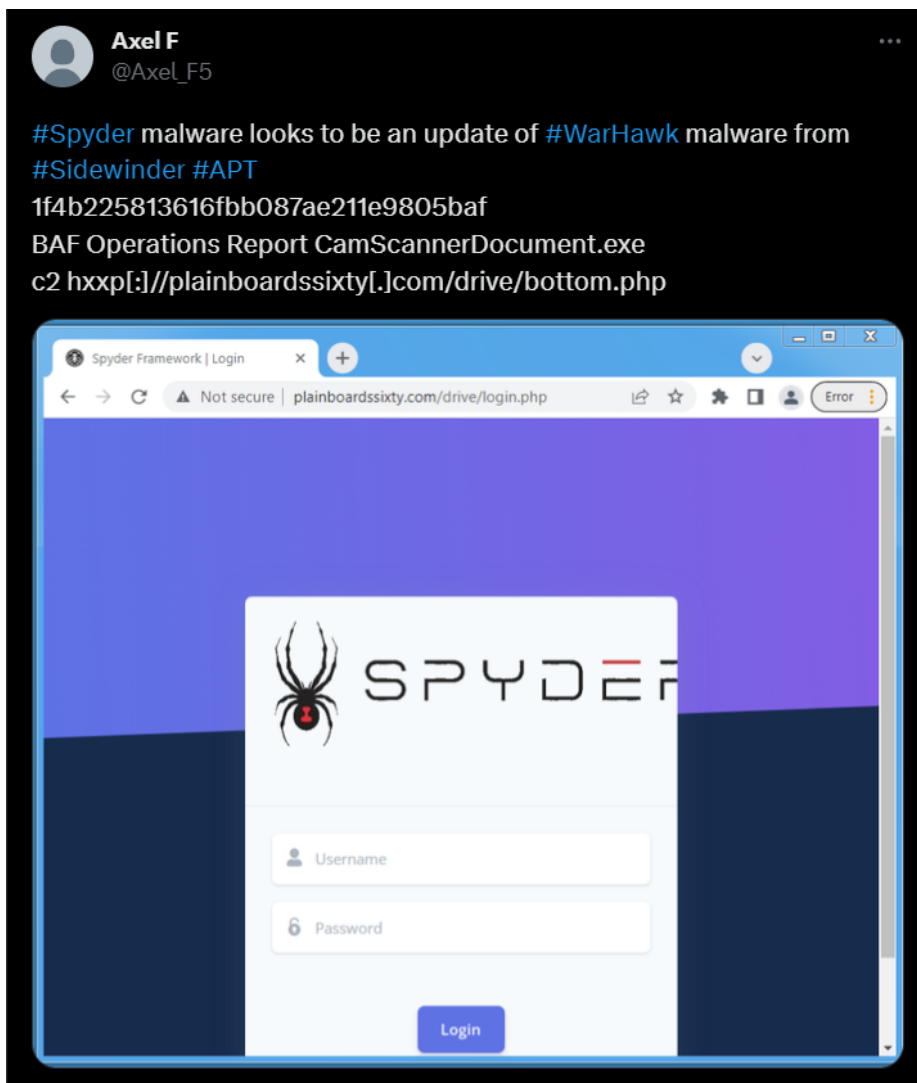 Axel F
@Axel_F5
#Spyder malware looks to be an update of #WarHawk malware from
#Sidewinder #APT
1f4b225813616fbb087ae211e9805baf
BAF Operations Report CamScannerDocument.exe
c2 hxxp[:]//plainboardssixty[.]com/drive/bottom.php
Spyder Framework | Login
Not secure | plainboardssixty.com/drive/login.php
Error
SPYDER
Username
Password
Login